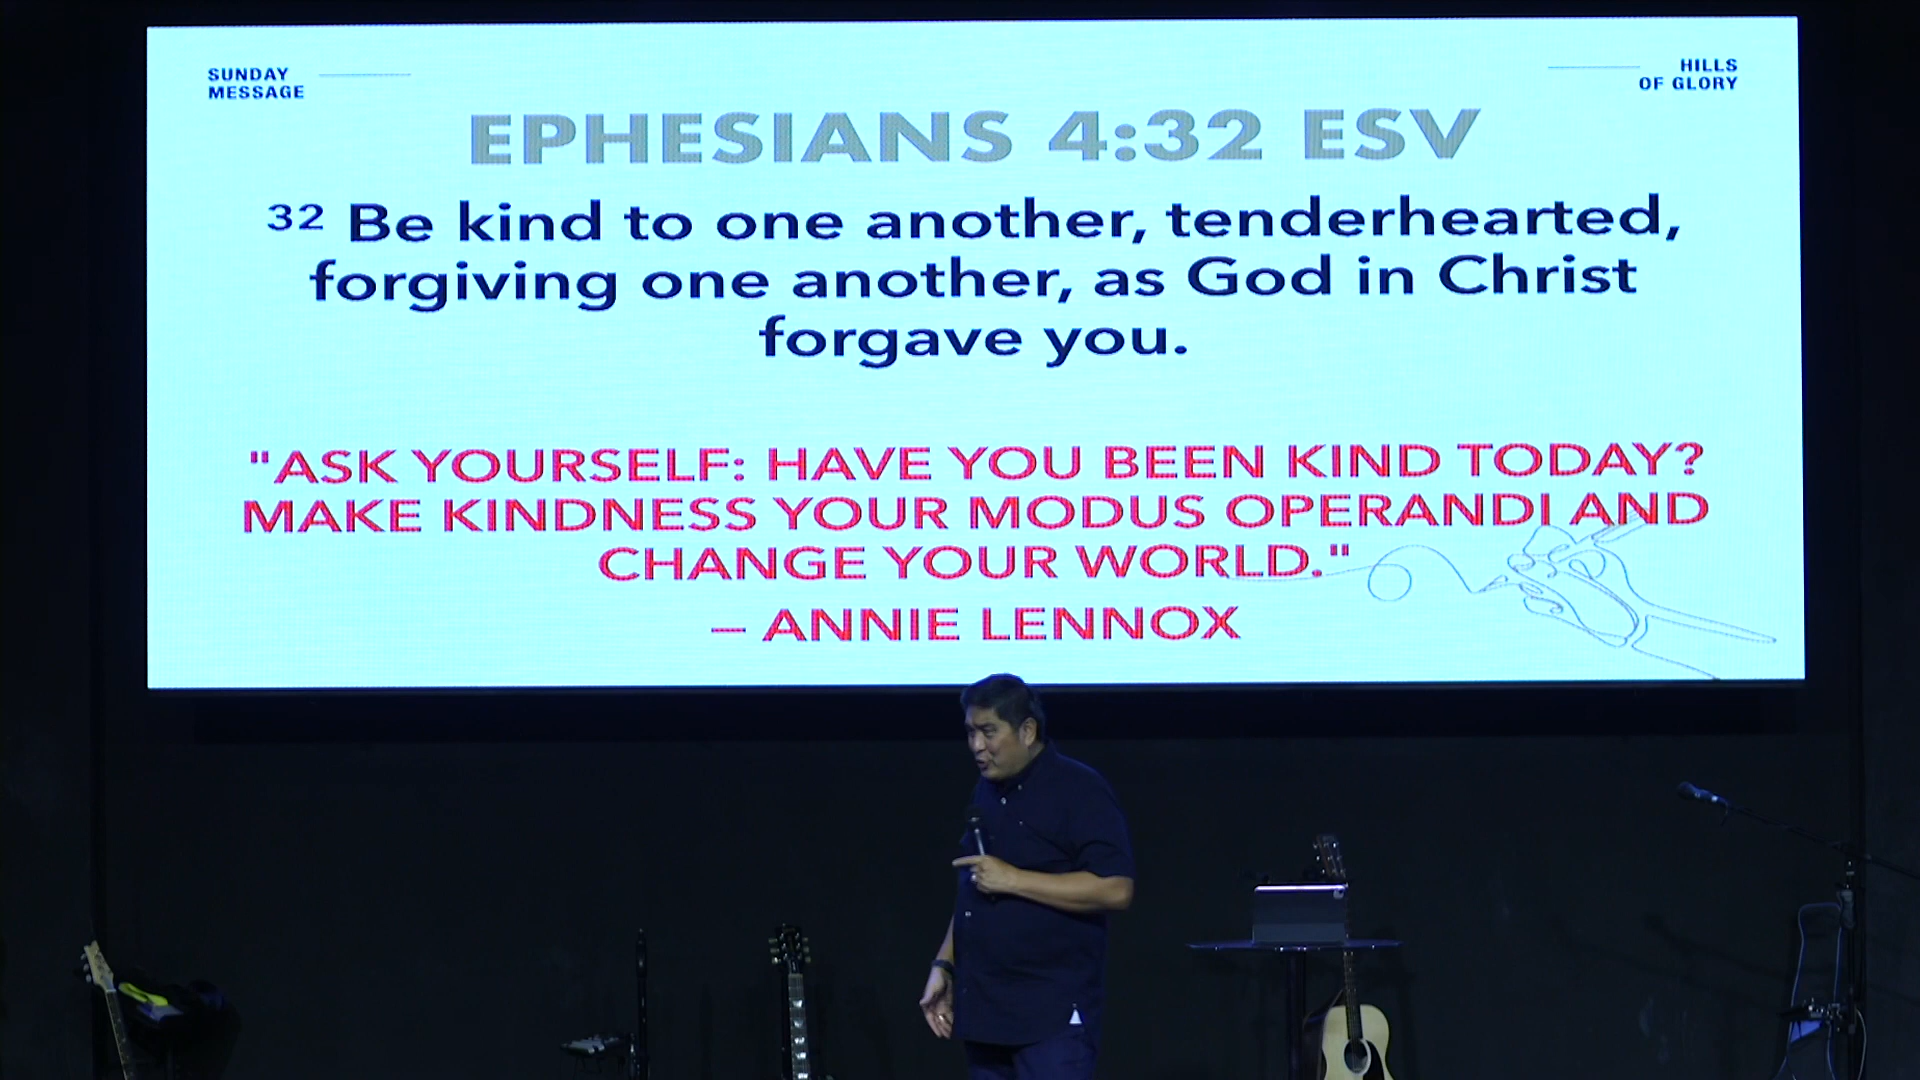 SUNDAY
MESSAGE
HILLS
OF GLORY
EPHESIANS 4:32 ESV
32 Be kind to one another, tenderhearted,
forgiving one another, as God in Christ
forgave you.
"ASK YOURSELF: HAVE YOU BEEN KIND TODAY?
MAKE KINDNESS YOUR MODUS OPERANDI AND
CHANGE YOUR WORLD."
– ANNIE LENNOX